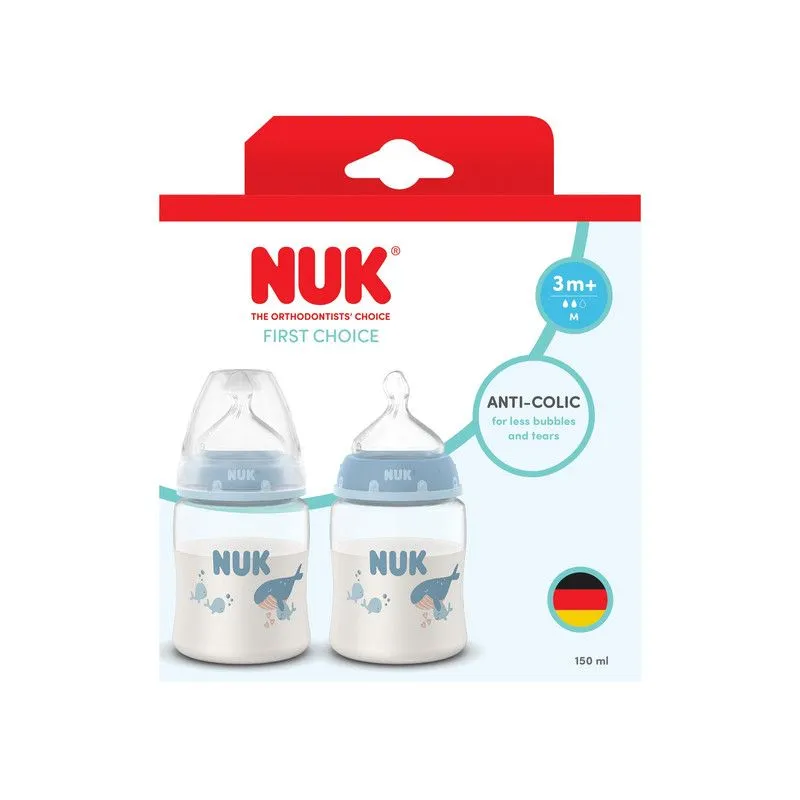 NUK®
THE ORTHODONTISTS' CHOICE
FIRST CHOICE
3m+
M
ANTI-COLIC
for less bubbles
and tears
NUK
NUK
NUK
NUK
150 ml